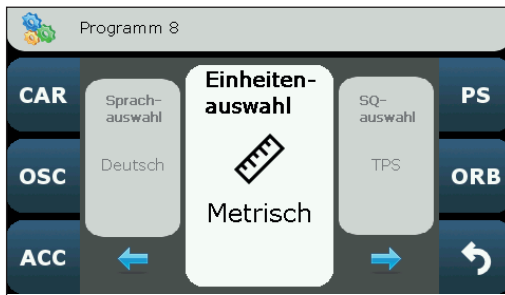 Programm 8
CAR
OSC
ACC
Sprach-
auswahl
Deutsch
Einheiten-
auswahl
Metrisch
SQ-
auswahl
TPS
PS
ORB